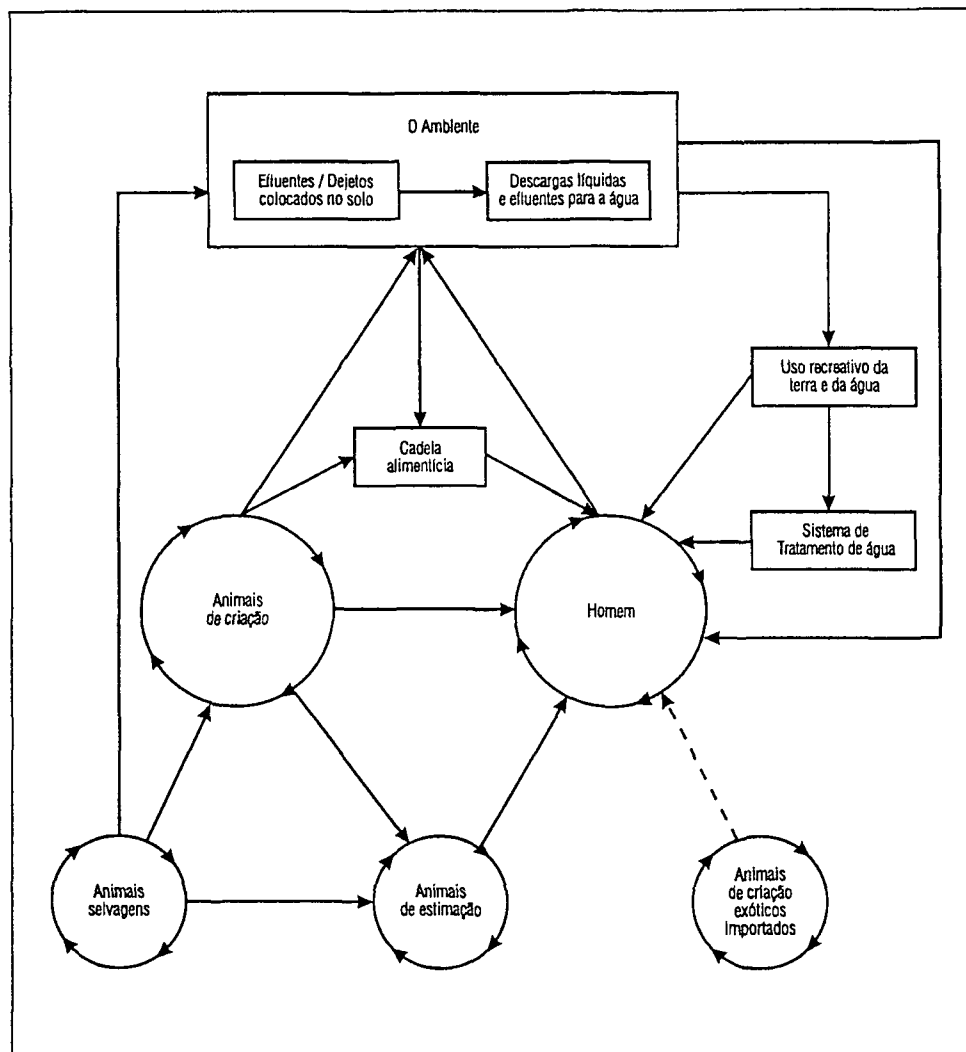 O Ambiente
Efluentes / Dejetos
colocados no solo
Descargas líquidas
e efluentes para a água
Uso recreativo da
terra e da água
Cadela
alimentícia
Sistema de
Tratamento de água
Animais
de criação
Homem
Animais
selvagens
Animais
de estimação
Animais
de criação
exóticos
Importados